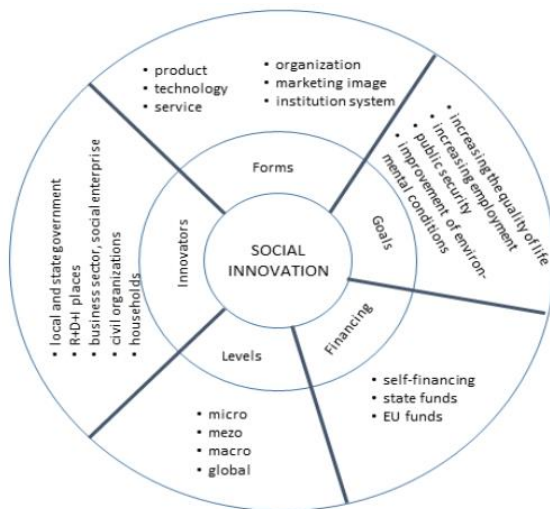 • product
• technology
• service
• organization
• marketing image
• institution system
Forms
• increasing the quality of life
• increasing employment
• public security
• improvement of environ-
mental conditions
Goals
• local and state government
• R+D+I places
• business sector, social enterprise
• civil organizations
• households
Innovators
SOCIAL
INNOVATION
Financing
• self-financing
• state funds
• EU funds
Levels
• micro
• mezo
• macro
• global